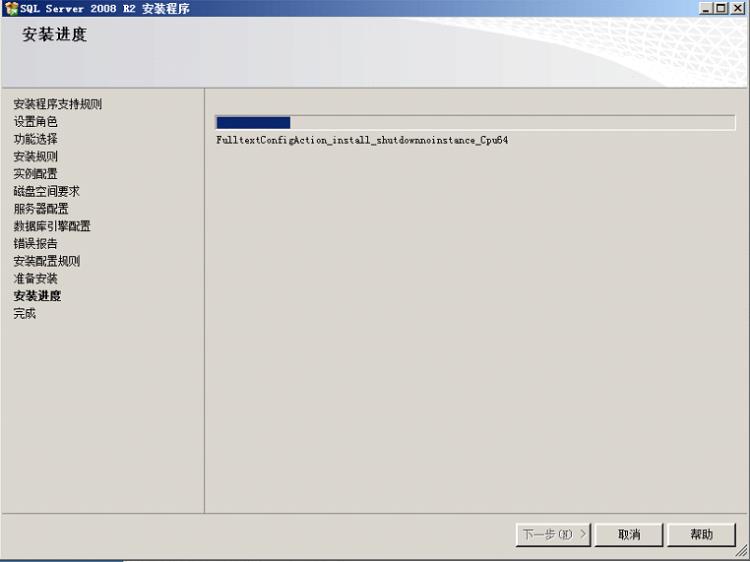 SQL Server 2008 R2 安装程序
安装进度
安装程序支持规则
设置角色
功能选择
安装规则
实例配置
磁盘空间要求
服务器配置
数据库引擎配置
错误报告
安装配置规则
准备安装
安装进度
完成
FulltextConfigAction_install_shutdownnoinstance_Cpu64
下一步(N) >
取消
帮助